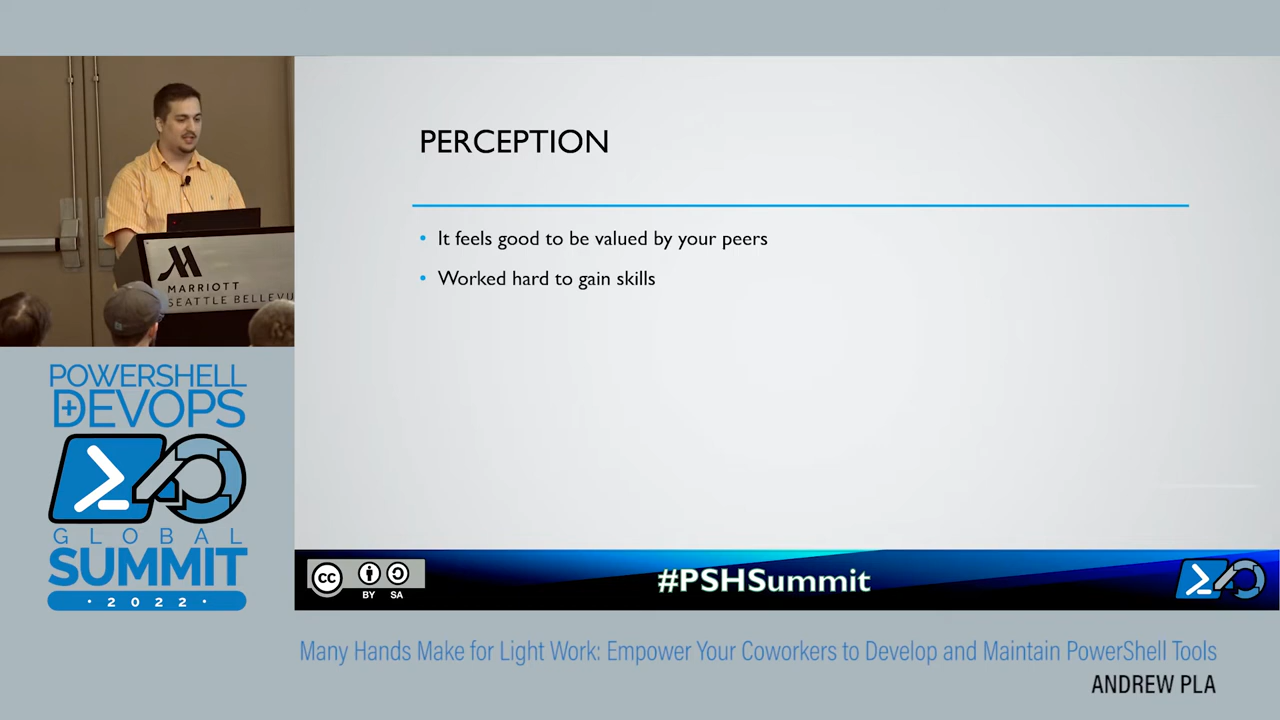 PERCEPTION
• It feels good to be valued by your peers
• Worked hard to gain skills
MARRIOTT
SEATTLE BELLEVU
POWERSHELL
DEVOPS
GLOBAL
SUMMIT
· 2022 ·
CC
BY SA
#PSHSummit
Many Hands Make for Light Work: Empower Your Coworkers to Develop and Maintain PowerShell Tools
ANDREW PLA